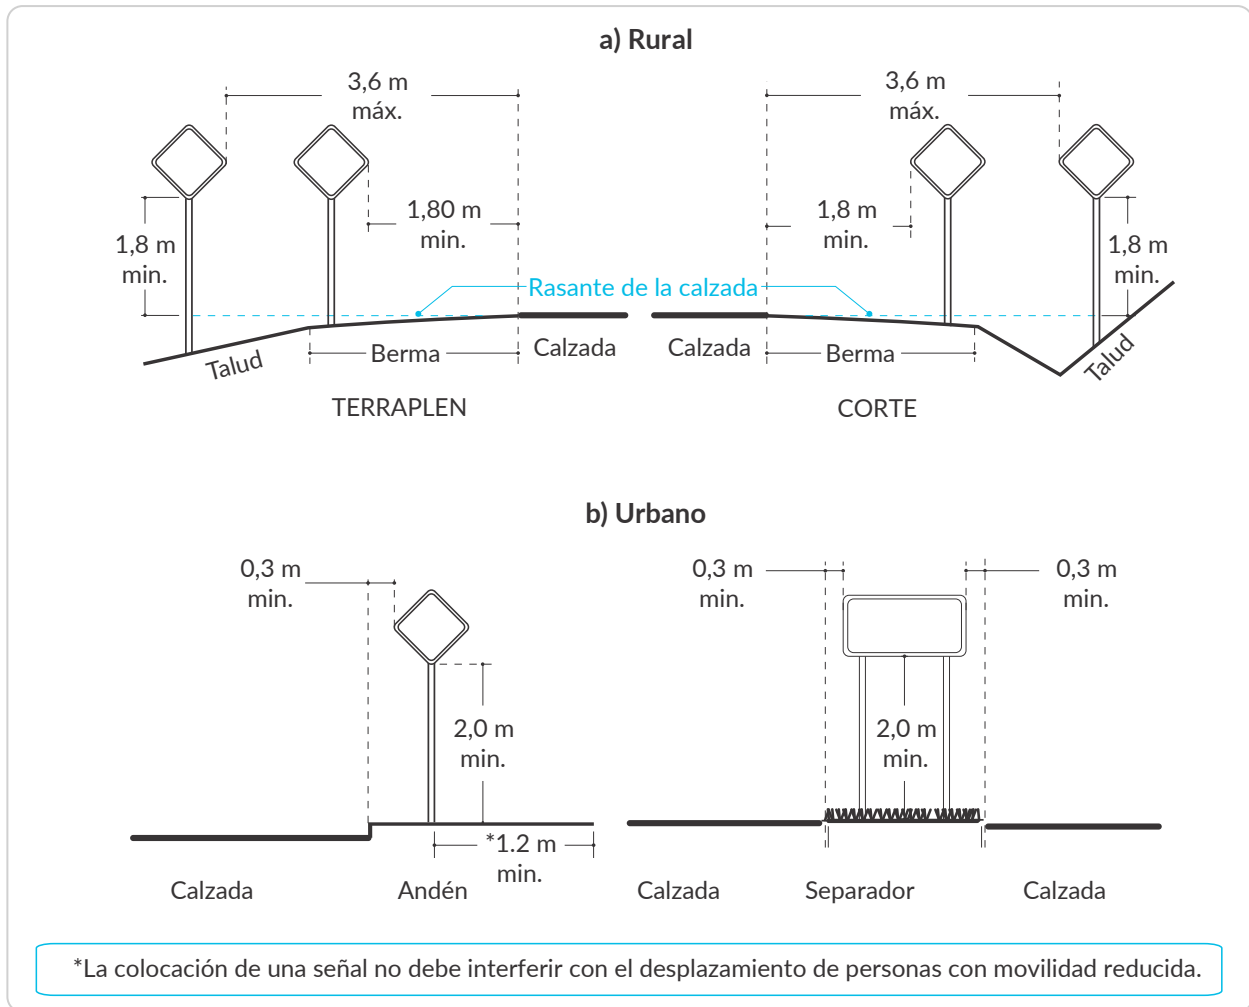 a) Rural
3,6 m
máx.
3,6 m
máx.
1,80 m
min.
1,8 m
min.
1,8 m
min.
1,8 m
min.
Rasante de la calzada
Talud
Berma
Calzada
Calzada
Berma
Talud
TERRAPLEN
CORTE
b) Urbano
0,3 m
min.
0,3 m
min.
0,3 m
min.
2,0 m
min.
2,0 m
min.
*1.2 m
min.
Calzada
Andén
Calzada
Separador
Calzada
*La colocación de una señal no debe interferir con el desplazamiento de personas con movilidad reducida.